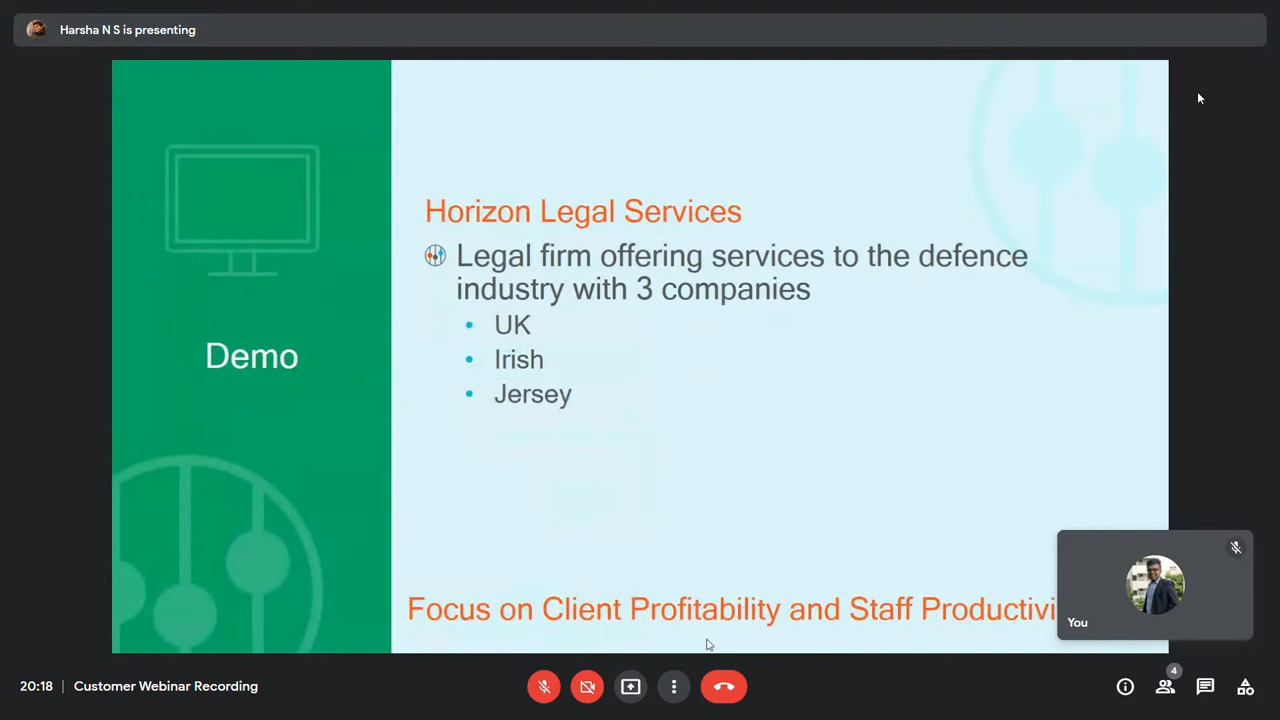 Harsha N S is presenting
Demo
Horizon Legal Services
Legal firm offering services to the defence
industry with 3 companies
• UK
• Irish
• Jersey
Focus on Client Profitability and Staff Productivi
You
20:18 | Customer Webinar Recording
4